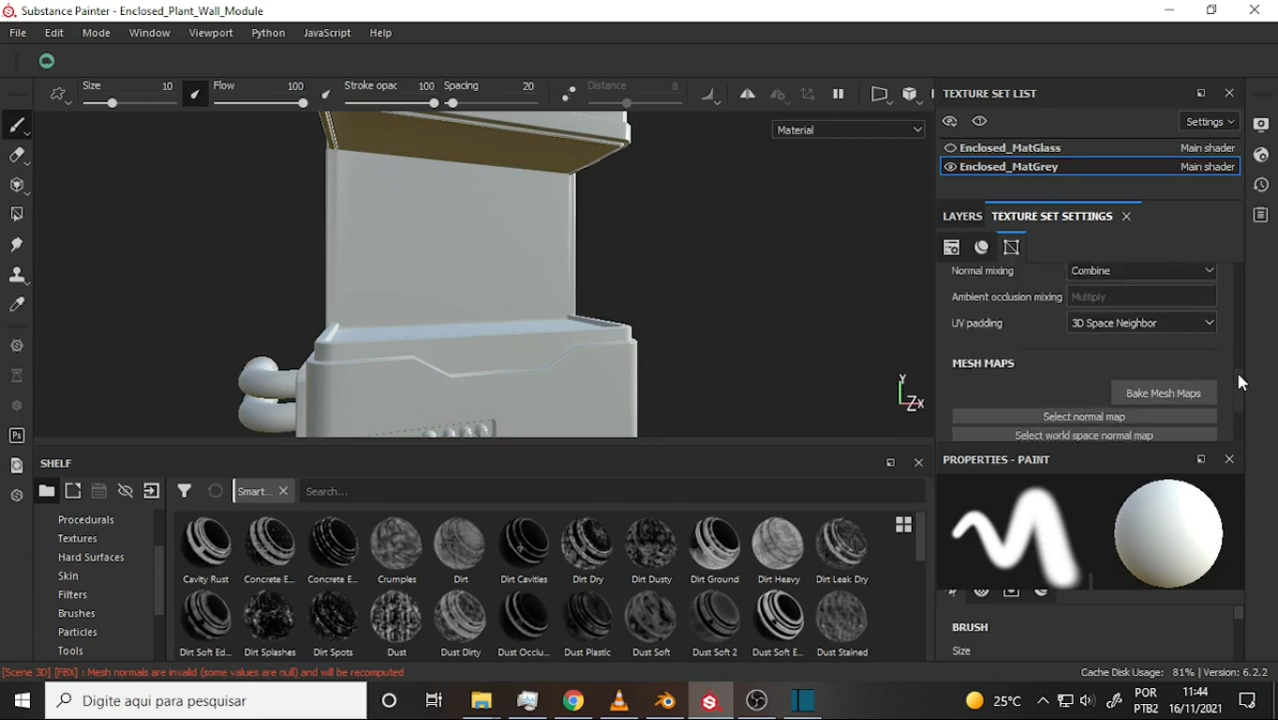 Substance Painter - Enclosed_Plant_Wall_Module
File Edit Mode Window Viewport Python JavaScript Help
Size 10 Flow 100 Stroke opac 100 Spacing 20 Distance 8
Material
TEXTURE SET LIST
Settings
Enclosed_MatGlass Main shader
Enclosed_MatGrey Main shader
LAYERS TEXTURE SET SETTINGS
Normal mixing Combine
Ambient occlusion mixing Multiply
UV padding 3D Space Neighbor
MESH MAPS
Bake Mesh Maps
Select normal map
Select world space normal map
Y
Z X
SHELF
Smart... Search...
Procedurals
Textures
Hard Surfaces
Skin
Filters
Brushes
Particles
Tools
Cavity Rust Concrete E... Concrete E... Crumples Dirt Dirt Cavities Dirt Dry Dirt Dusty Dirt Ground Dirt Heavy Dirt Leak Dry
Dirt Soft Ed... Dirt Splashes Dirt Spots Dust Dust Dirty Dust Occlu... Dust Plastic Dust Soft Dust Soft 2 Dust Soft E... Dust Stained
PROPERTIES - PAINT
BRUSH
Size
[Scene 3D] [FBX] : Mesh normals are invalid (some values are null) and will be recomputed
Cache Disk Usage: 81% | Version: 6.2.2
Digite aqui para pesquisar
Ps
25°C
POR
PTB2
11:44
16/11/2021